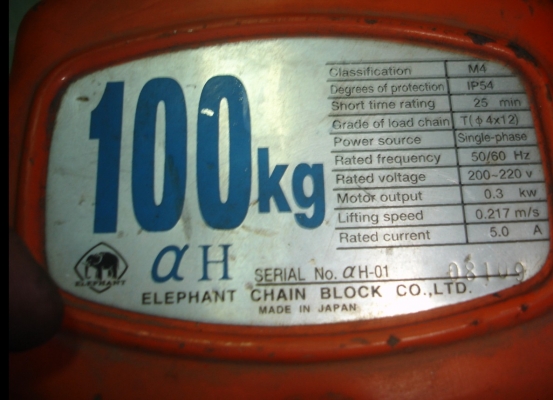 100kg
Classification M4
Degrees of protection IP54
Short time rating 25 min
Grade of load chain T(φ4x12)
Power source Single-phase
Rated frequency 50/60 Hz
Rated voltage 200~220 v
Motor output 0.3 kw
Lifting speed 0.217 m/s
Rated current 5.0 A
αH
SERIAL No. αH-01
ELEPHANT
ELEPHANT CHAIN BLOCK CO.,LTD.
MADE IN JAPAN